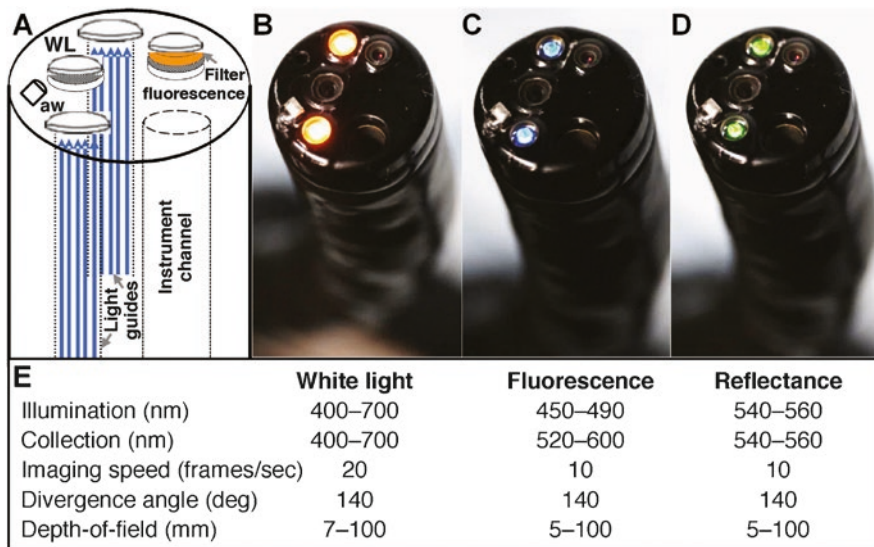 A
B
C
D
WL
Filter
fluorescence
aw
Instrument
channel
Light
guides
E
White light Fluorescence Reflectance
Illumination (nm) 400–700 450–490 540–560
Collection (nm) 400–700 520–600 540–560
Imaging speed (frames/sec) 20 10 10
Divergence angle (deg) 140 140 140
Depth-of-field (mm) 7–100 5–100 5–100